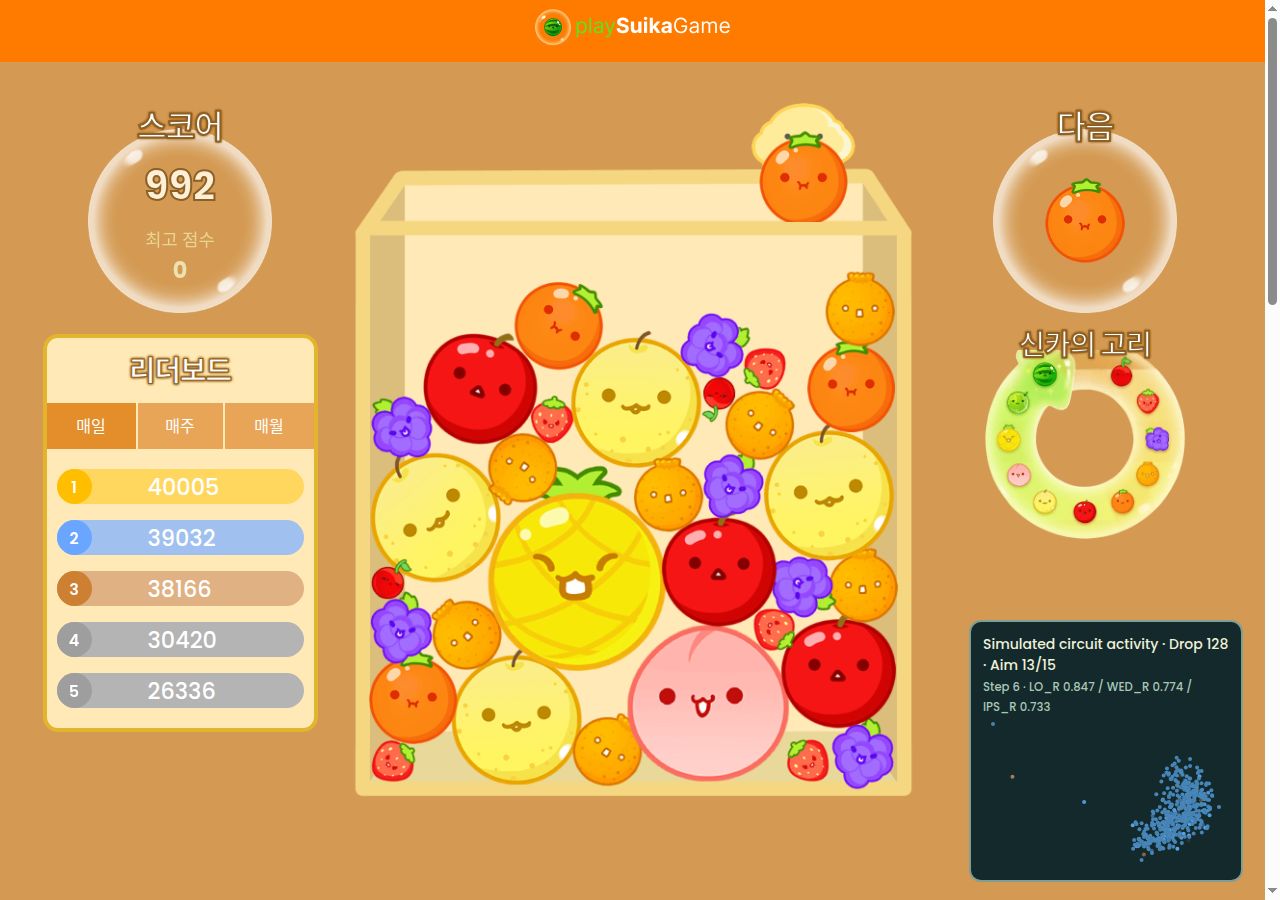 playSuikaGame
스코어
992
최고 점수
0
리더보드
매일 매주 매월
1 40005
2 39032
3 38166
4 30420
5 26336
다음
신카의 고리
Simulated circuit activity · Drop 128
· Aim 13/15
Step 6 · LO_R 0.847 / WED_R 0.774 /
IPS_R 0.733